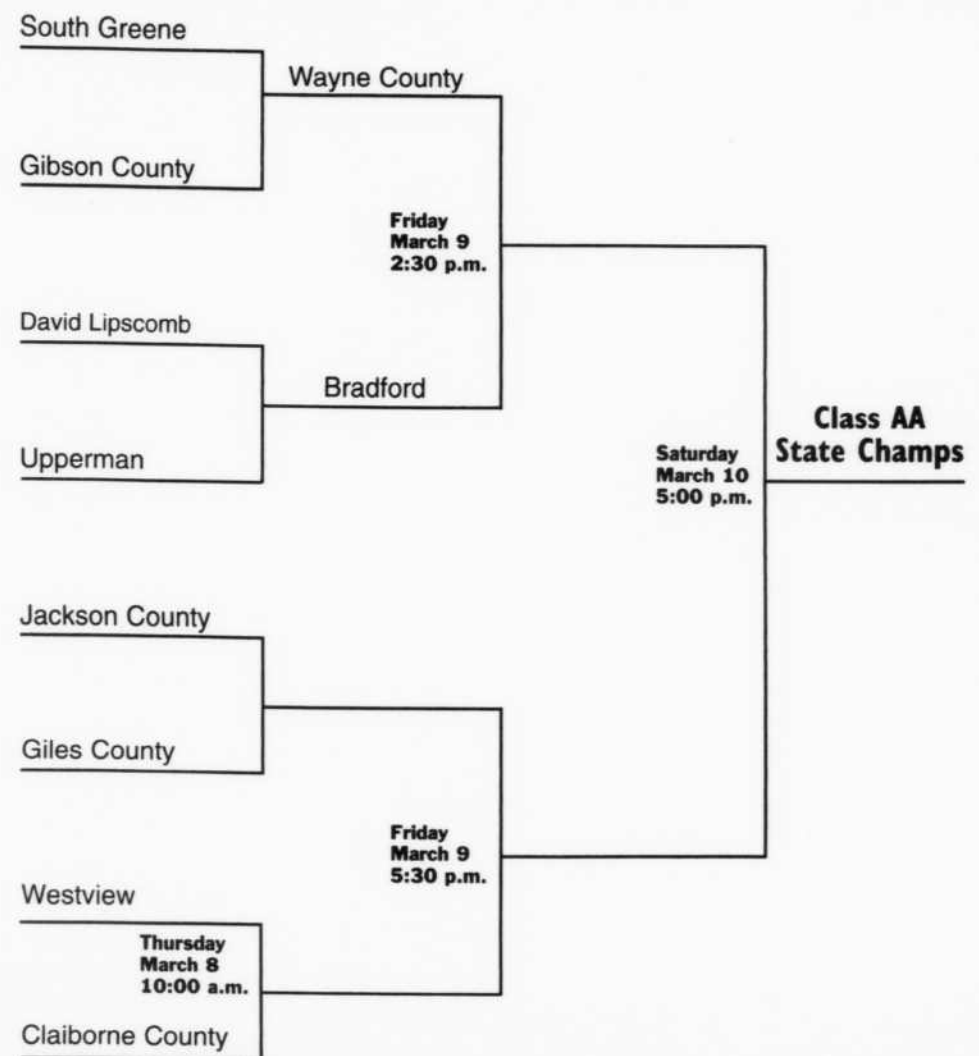 South Greene
Wayne County
Gibson County
Friday
March 9
2:30 p.m.
David Lipscomb
Bradford
Upperman
Class AA
State Champs
Saturday
March 10
5:00 p.m.
Jackson County
Giles County
Friday
March 9
5:30 p.m.
Westview
Thursday
March 8
10:00 a.m.
Claiborne County